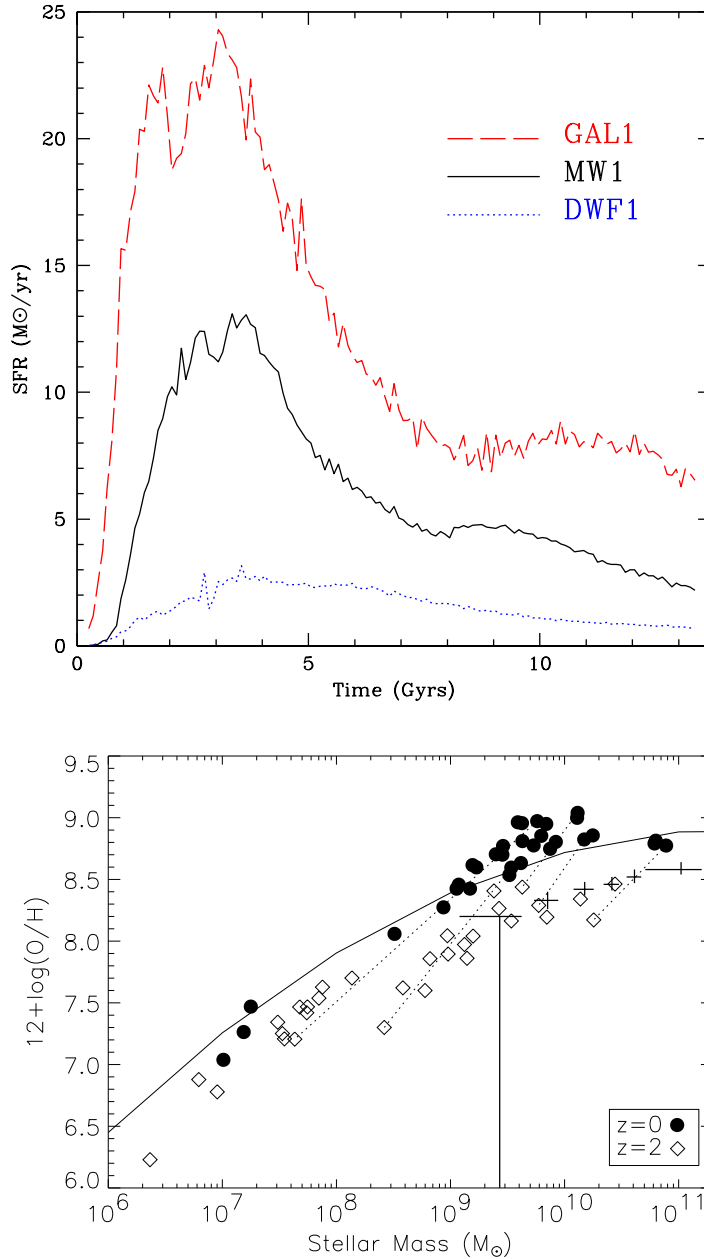 25
20
15
10
5
0
SFR (M⊙/yr)
GAL1
MW1
DWF1
0 5 10
Time (Gyrs)
9.5
9.0
8.5
8.0
7.5
7.0
6.5
6.0
12+log(O/H)
z=0
z=2
10⁶ 10⁷ 10⁸ 10⁹ 10¹⁰ 10¹¹
Stellar Mass (M⊙)